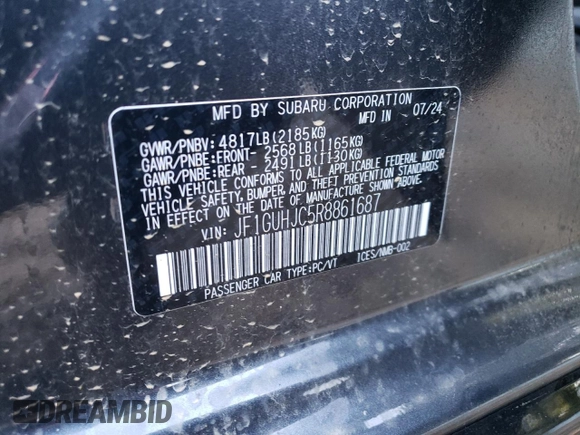 MFD BY SUBARU CORPORATION
MFD IN 07/24
GVWR/PNBV: 4817LB(2185KG)
GAWR/PNBE:FRONT- 2568LB(1165KG)
GAWR/PNBE:REAR - 2491LB(1130KG)
THIS VEHICLE CONFORMS TO ALL APPLICABLE FEDERAL MOTOR
VEHICLE SAFETY, BUMPER, AND THEFT PREVENTION STANDARDS
IN EFFECT ON THE DATE OF MANUFACTURE SHOWN ABOVE.
VIN: JF1GUHJC5R8861687
PASSENGER CAR TYPE:PC/VT ICES/NMB-002
DREAMBID